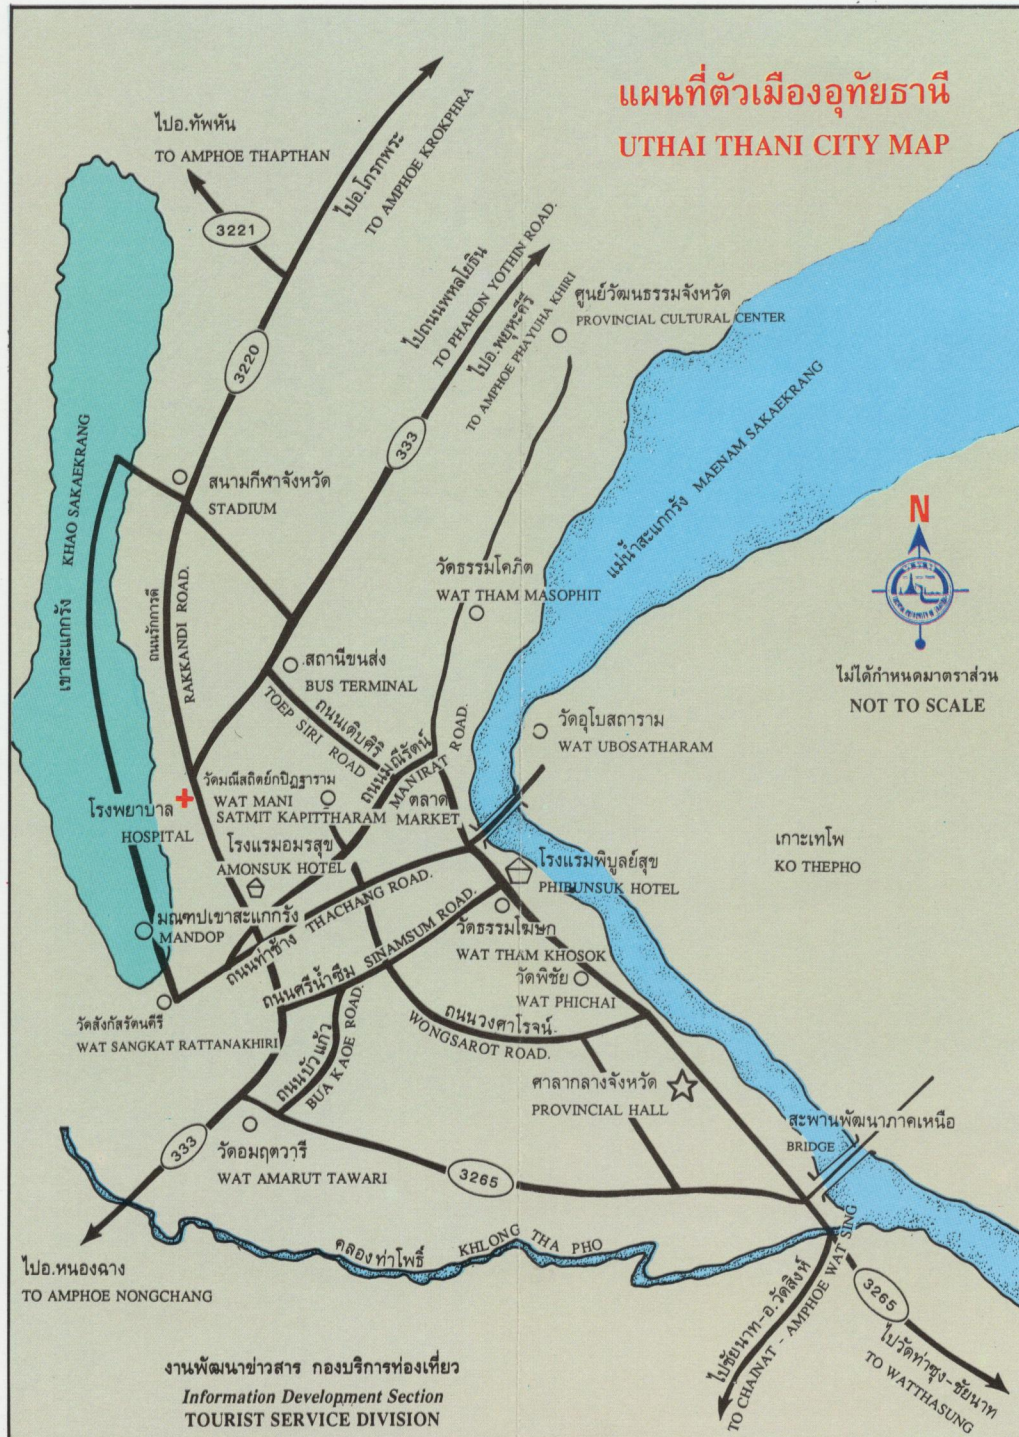 แผนที่ตัวเมืองอุทัยธานี
UTHAI THANI CITY MAP
ไปอ.ทัพทัน
TO AMPHOE THAPTHAN
3221
ไปอ.โกรกพระ
TO AMPHOE KROKPHRA
3220
ไปถนนพหลโยธิน
TO PHAHON YOTHIN ROAD.
ไปอ.พยุหะคีรี
TO AMPHOE PHAYUHA KHIRI
333
ศูนย์วัฒนธรรมจังหวัด
PROVINCIAL CULTURAL CENTER
แม่น้ำสะแกกรัง MAENAM SAKAEKRANG
เขาสะแกกรัง KHAO SAKAEKRANG
สนามกีฬาจังหวัด
STADIUM
ถนนรักการดี
RAKKANDI ROAD.
N
ไม่ได้กำหนดมาตราส่วน
NOT TO SCALE
วัดธรรมโศภิต
WAT THAM MASOPHIT
สถานีขนส่ง
BUS TERMINAL
ถนนเติบศิริ
TOEP SIRI ROAD
ถนนมณีรัตน์
MANIRAT ROAD.
วัดอุโบสถาราม
WAT UBOSATHARAM
วัดมณีสถิตย์กปิฏฐาราม
WAT MANI
SATMIT KAPITTHARAM
ตลาด
MARKET
โรงพยาบาล
HOSPITAL
โรงแรมอมรสุข
AMONSUK HOTEL
เกาะเทโพ
KO THEPHO
โรงแรมพิบูลย์สุข
PHIBUNSUK HOTEL
มณฑปเขาสะแกกรัง
MANDOP
ถนนท่าช้าง THACHANG ROAD.
ถนนศรีน้ำซึม SINAMSUM ROAD.
วัดธรรมโฆษก
WAT THAM KHOSOK
วัดพิชัย
WAT PHICHAI
วัดสังกัสรัตนคีรี
WAT SANGKAT RATTANAKHIRI
ถนนบัวแก้ว
BUA KAOE ROAD.
ถนนวงศาโรจน์
WONGSAROT ROAD.
ศาลากลางจังหวัด
PROVINCIAL HALL
สะพานพัฒนาภาคเหนือ
BRIDGE
333
วัดอมฤตวารี
WAT AMARUT TAWARI
3265
คลองท่าโพธิ์ KHLONG THA PHO
ไปอ.หนองฉาง
TO AMPHOE NONGCHANG
ไปชัยนาท-อ.วัดสิงห์
TO CHAINAT - AMPHOE WAT SING
3265
ไปวัดท่าซุง-ชัยนาท
TO WATTHASUNG
งานพัฒนาข่าวสาร กองบริการท่องเที่ยว
Information Development Section
TOURIST SERVICE DIVISION